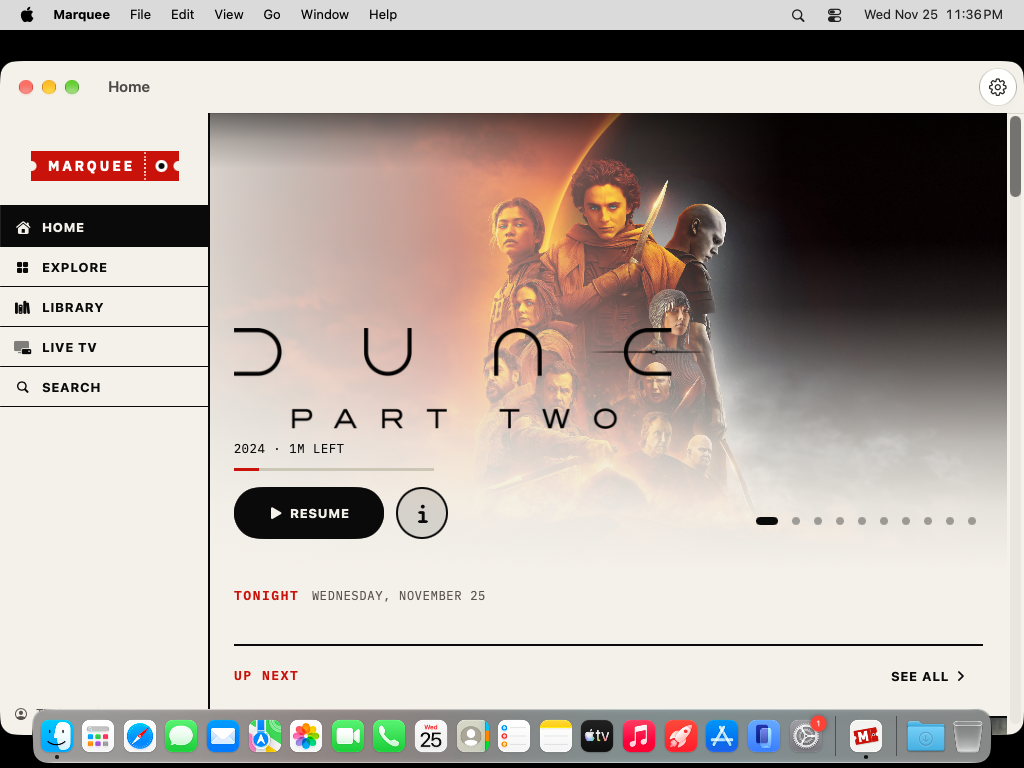 Marquee File Edit View Go Window Help Wed Nov 25 11:36 PM
Home
MARQUEE
HOME
EXPLORE
LIBRARY
LIVE TV
SEARCH
DUNE
PART TWO
2024 · 1M LEFT
RESUME
i
TONIGHT WEDNESDAY, NOVEMBER 25
UP NEXT
SEE ALL
Wed
25
tv
1
M